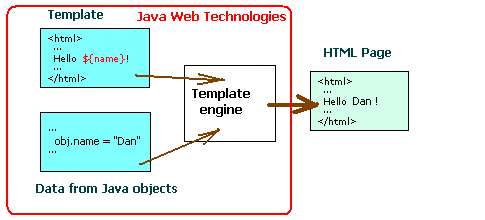 Template
Java Web Technologies
<html>
...
Hello ${name}!
...
</html>
Template
engine
HTML Page
<html>
...
Hello Dan !
...
</html>
...
obj.name = "Dan"
...
Data from Java objects